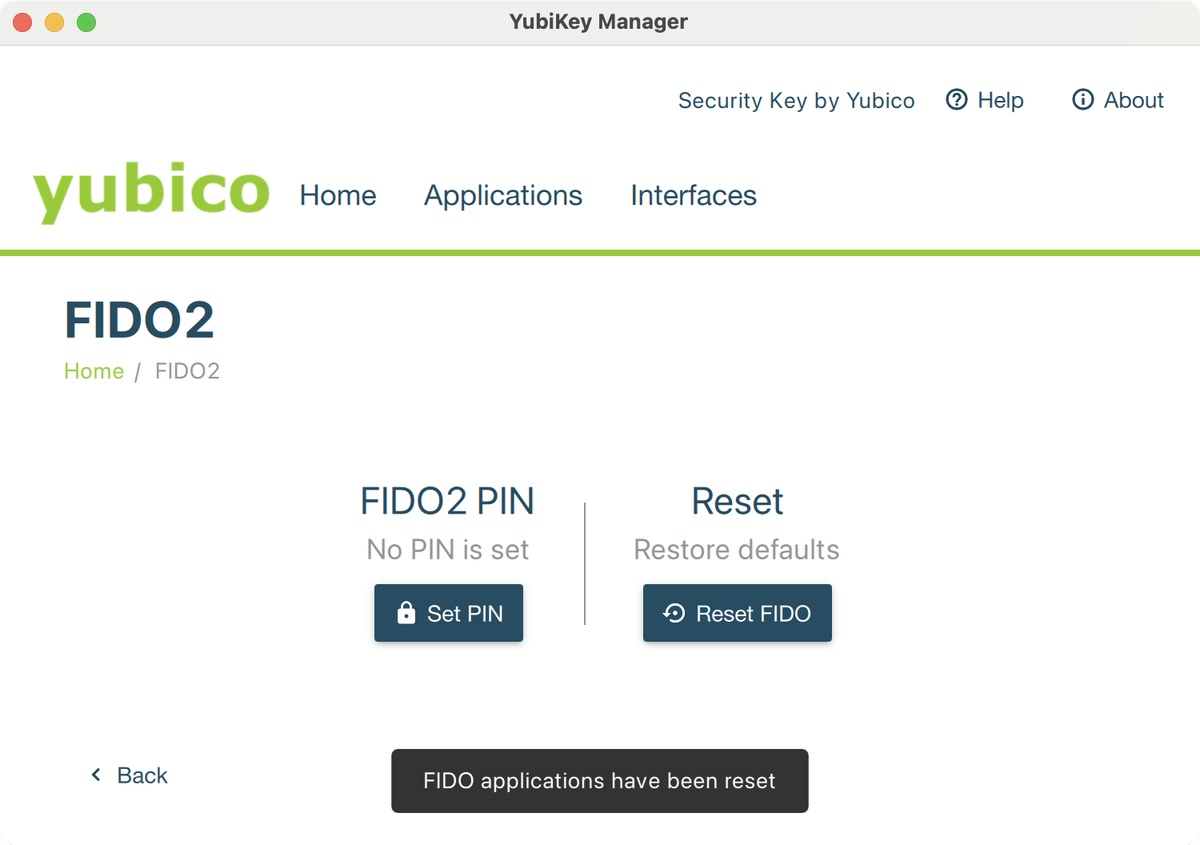 YubiKey Manager
Security Key by Yubico Help About
yubico Home Applications Interfaces
FIDO2
Home / FIDO2
FIDO2 PIN
No PIN is set
Set PIN
Reset
Restore defaults
Reset FIDO
Back
FIDO applications have been reset